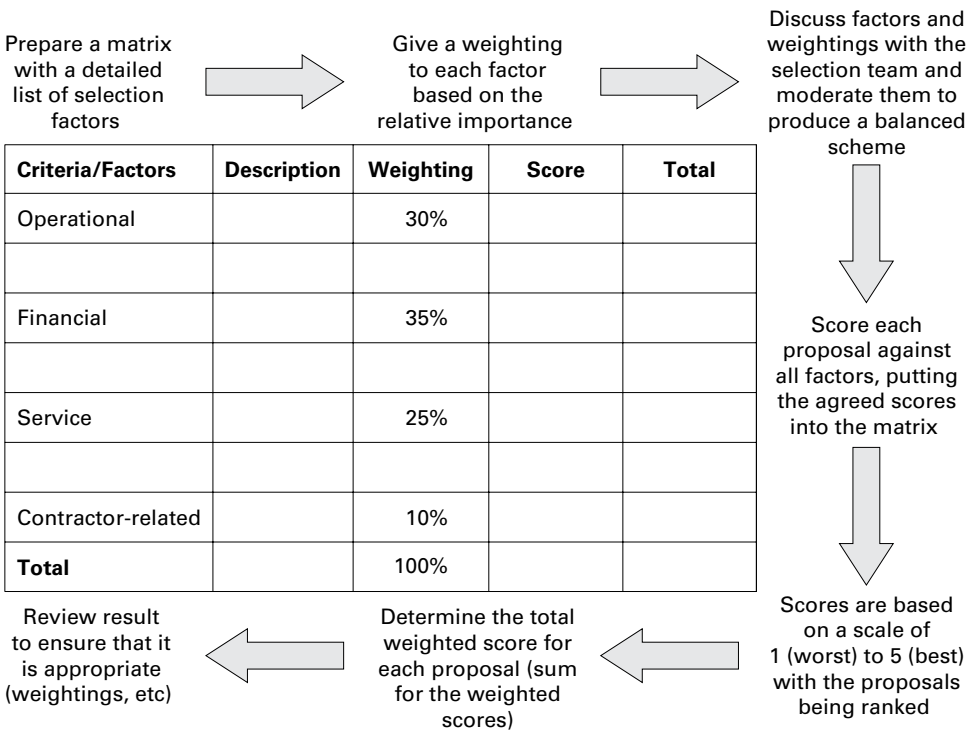 Prepare a matrix
with a detailed
list of selection
factors
Give a weighting
to each factor
based on the
relative importance
Discuss factors and
weightings with the
selection team and
moderate them to
produce a balanced
scheme
Criteria/Factors Description Weighting Score Total
Operational 30%
Financial 35%
Service 25%
Contractor-related 10%
Total 100%
Score each
proposal against
all factors, putting
the agreed scores
into the matrix
Scores are based
on a scale of
1 (worst) to 5 (best)
with the proposals
being ranked
Determine the total
weighted score for
each proposal (sum
for the weighted
scores)
Review result
to ensure that it
is appropriate
(weightings, etc)